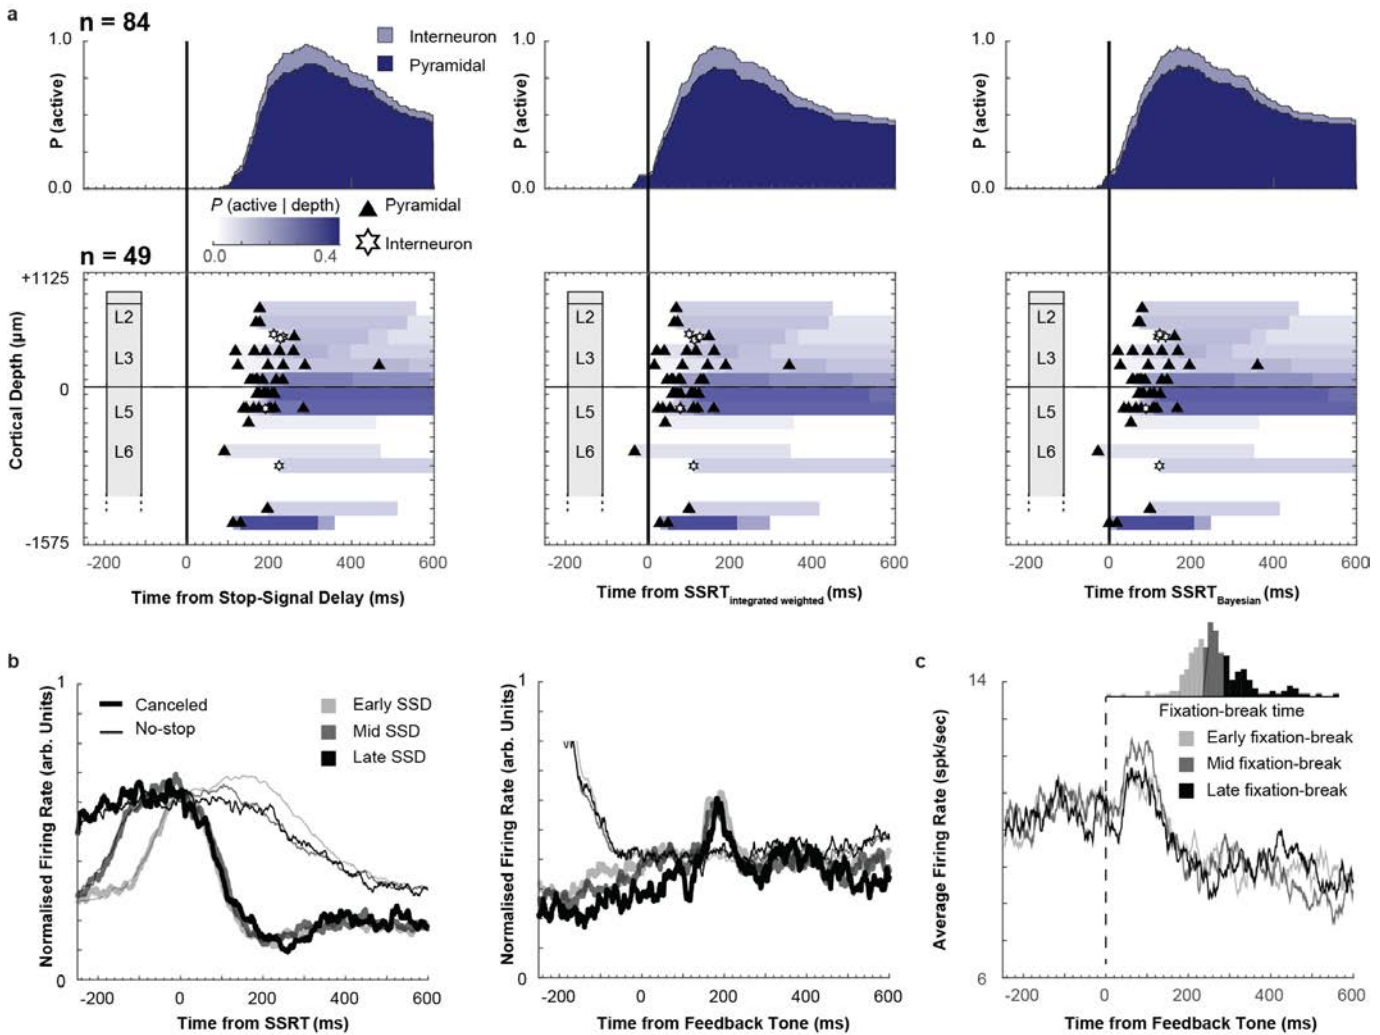 a
n = 84
1.0
P (active)
0.0
Interneuron
Pyramidal
1.0
P (active)
0.0
1.0
P (active)
0.0
P (active | depth)
0.0
0.4
Pyramidal
Interneuron
n = 49
+1125
Cortical Depth (µm)
0
-1575
L2
L3
L5
L6
-200
0
200
400
600
Time from Stop-Signal Delay (ms)
L2
L3
L5
L6
-200
0
200
400
600
Time from SSRT integrated weighted (ms)
L2
L3
L5
L6
-200
0
200
400
600
Time from SSRT Bayesian (ms)
b
1
Normalised Firing Rate (arb. Units)
0
Canceled
No-stop
Early SSD
Mid SSD
Late SSD
-200
0
200
400
600
Time from SSRT (ms)
1
Normalised Firing Rate (arb. Units)
0
-200
0
200
400
600
Time from Feedback Tone (ms)
c
14
Average Firing Rate (spk/sec)
6
Fixation-break time
Early fixation-break
Mid fixation-break
Late fixation-break
-200
0
200
400
600
Time from Feedback Tone (ms)